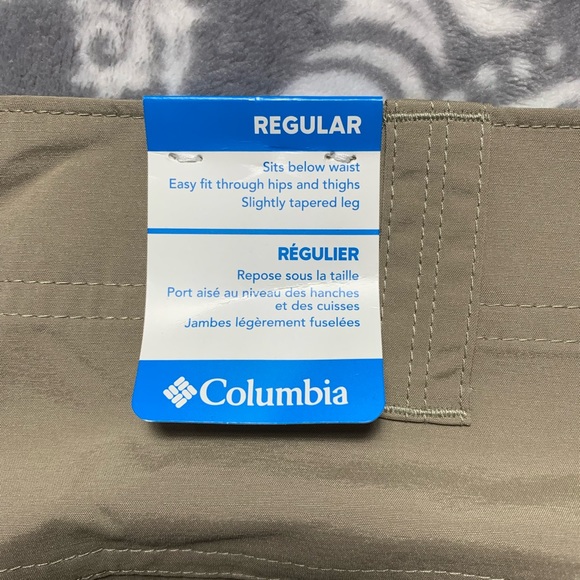 REGULAR
Sits below waist
Easy fit through hips and thighs
Slightly tapered leg
RÉGULIER
Repose sous la taille
Port aisé au niveau des hanches
et des cuisses
Jambes légèrement fuselées
Columbia